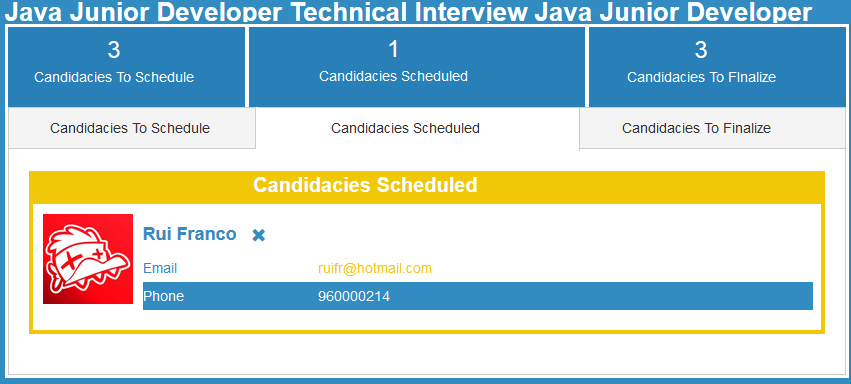 Java Junior Developer Technical Interview Java Junior Developer
3 1 3
Candidacies To Schedule Candidacies Scheduled Candidacies To FInalize
Candidacies To Schedule Candidacies Scheduled Candidacies To Finalize
Candidacies Scheduled
Rui Franco ✖
Email ruifr@hotmail.com
Phone 960000214